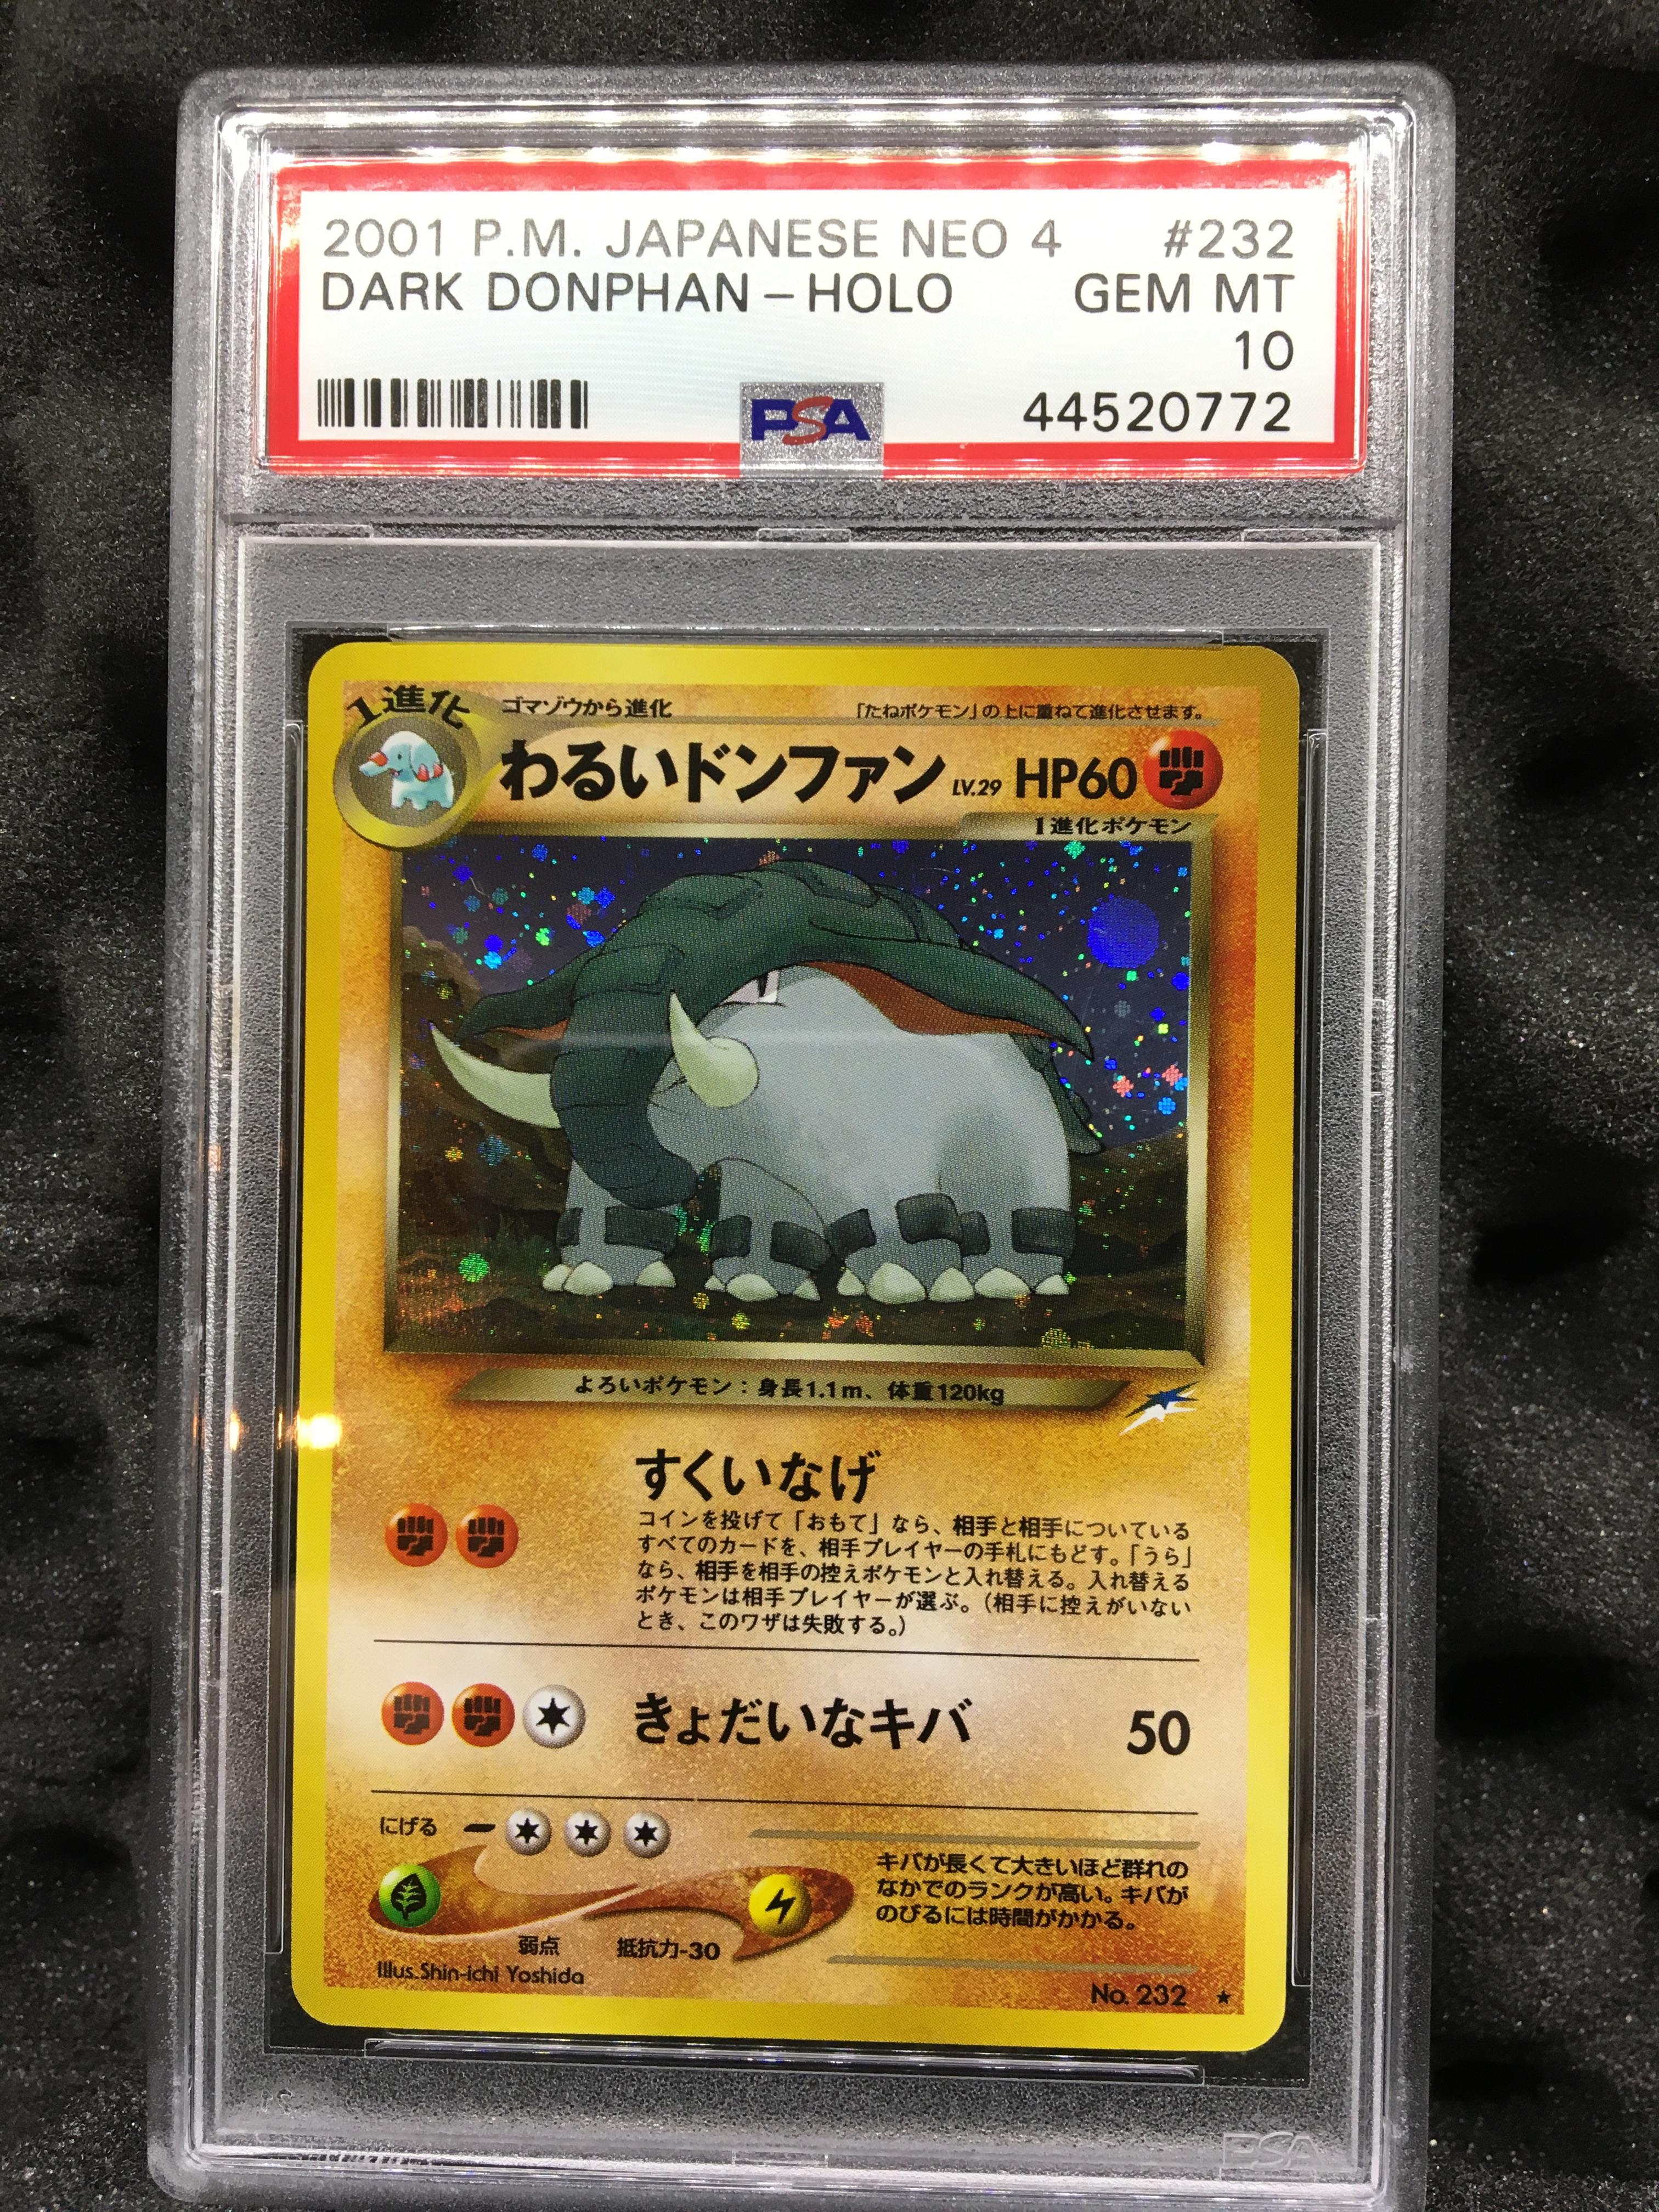 2001 P.M. JAPANESE NEO 4 #232
DARK DONPHAN – HOLO GEM MT
10
PSA 44520772
1進化 ゴマゾウから進化 「たねポケモン」の上に重ねて進化させます。
わるいドンファン LV.29 HP60
1進化ポケモン
よろいポケモン：身長1.1m、体重120kg
すくいなげ
コインを投げて「おもて」なら、相手と相手についている
すべてのカードを、相手プレイヤーの手札にもどす。「うら」
なら、相手を相手の控えポケモンと入れ替える。入れ替える
ポケモンは相手プレイヤーが選ぶ。（相手に控えがいない
とき、このワザは失敗する。）
きょだいなキバ 50
にげる
キバが長くて大きいほど群れの
なかでのランクが高い。キバが
のびるには時間がかかる。
弱点 抵抗力-30
Illus.Shin-ichi Yoshida
No. 232 ★
PSA